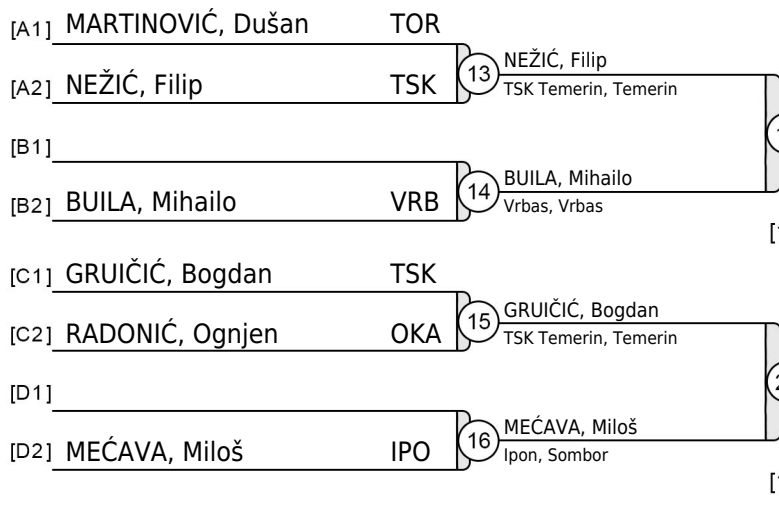 [A1] MARTINOVIĆ, Dušan TOR
[A2] NEŽIĆ, Filip TSK
13 NEŽIĆ, Filip
TSK Temerin, Temerin
[B1]
[B2] BUILA, Mihailo VRB
14 BUILA, Mihailo
Vrbas, Vrbas
[C1] GRUIČIĆ, Bogdan TSK
[C2] RADONIĆ, Ognjen OKA
15 GRUIČIĆ, Bogdan
TSK Temerin, Temerin
[D1]
[D2] MEĆAVA, Miloš IPO
16 MEĆAVA, Miloš
Ipon, Sombor